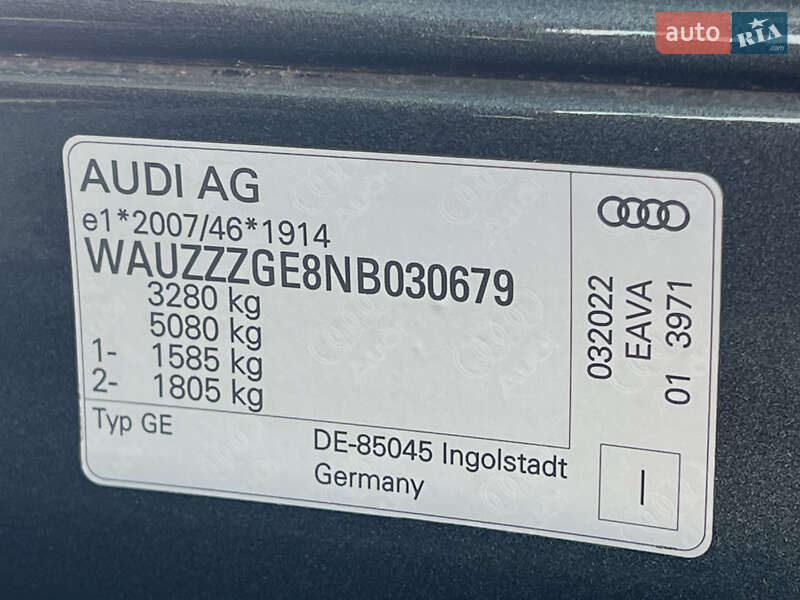 auto RIA
.com
AUDI AG
e1*2007/46*1914
WAUZZZGE8NB030679
3280 kg
5080 kg
1- 1585 kg
2- 1805 kg
Typ GE
DE-85045 Ingolstadt
Germany
032022
EAVA
01 3971
I